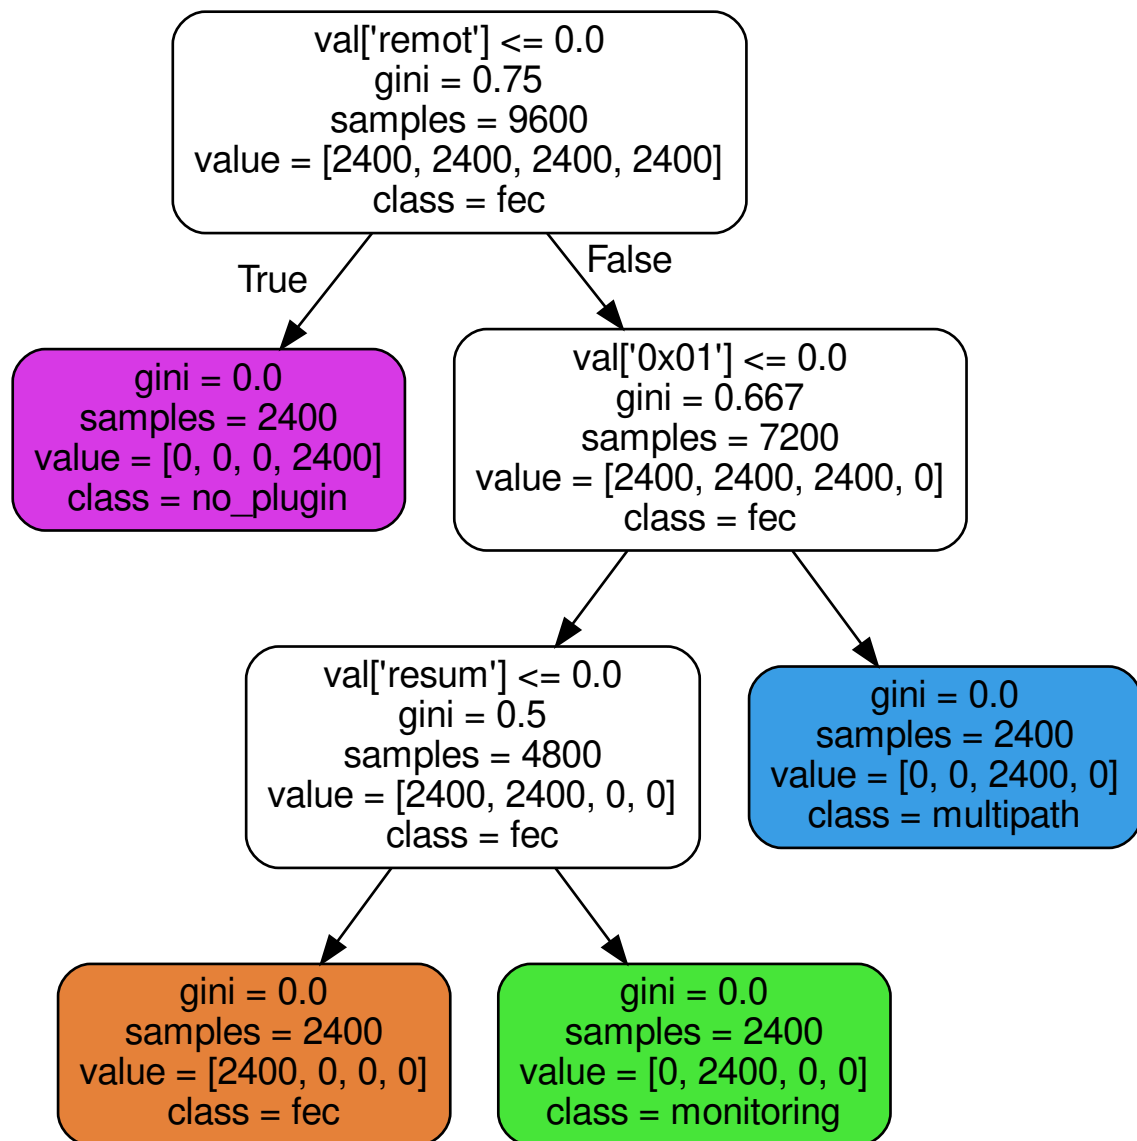 val['remot'] <= 0.0
gini = 0.75
samples = 9600
value = [2400, 2400, 2400, 2400]
class = fec
True
False
gini = 0.0
samples = 2400
value = [0, 0, 0, 2400]
class = no_plugin
val['0x01'] <= 0.0
gini = 0.667
samples = 7200
value = [2400, 2400, 2400, 0]
class = fec
val['resum'] <= 0.0
gini = 0.5
samples = 4800
value = [2400, 2400, 0, 0]
class = fec
gini = 0.0
samples = 2400
value = [0, 0, 2400, 0]
class = multipath
gini = 0.0
samples = 2400
value = [2400, 0, 0, 0]
class = fec
gini = 0.0
samples = 2400
value = [0, 2400, 0, 0]
class = monitoring